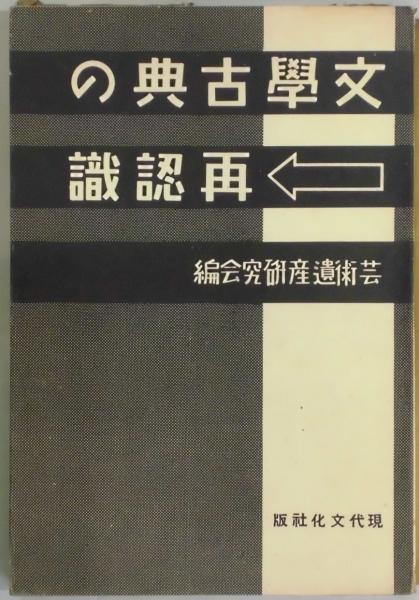 文學古典の
再認識
芸術遺産研究会編
現代文化社版